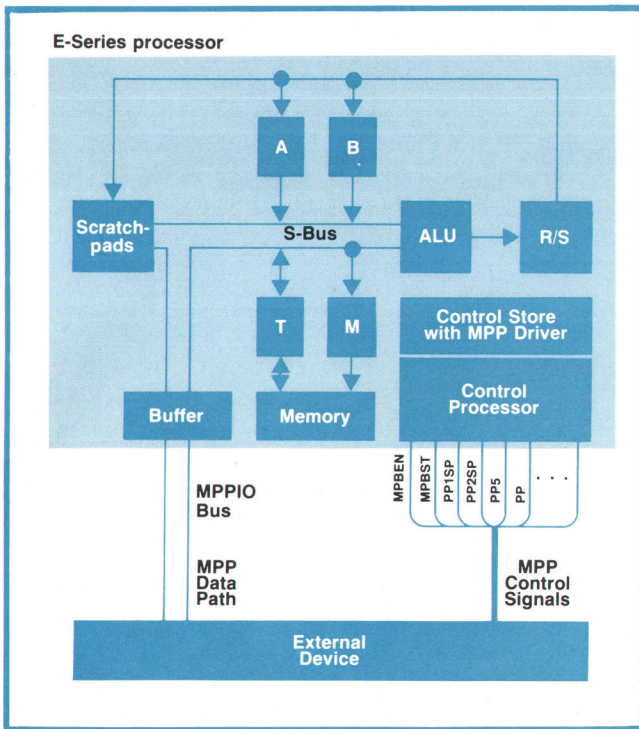 E-Series processor
A
B
Scratch-
pads
S-Bus
ALU
R/S
T
M
Control Store
with MPP Driver
Buffer
Memory
Control
Processor
MPBEN
MPBST
PP1SP
PP2SP
PP5
PP
. . .
MPPIO
Bus
MPP
Data
Path
MPP
Control
Signals
External
Device